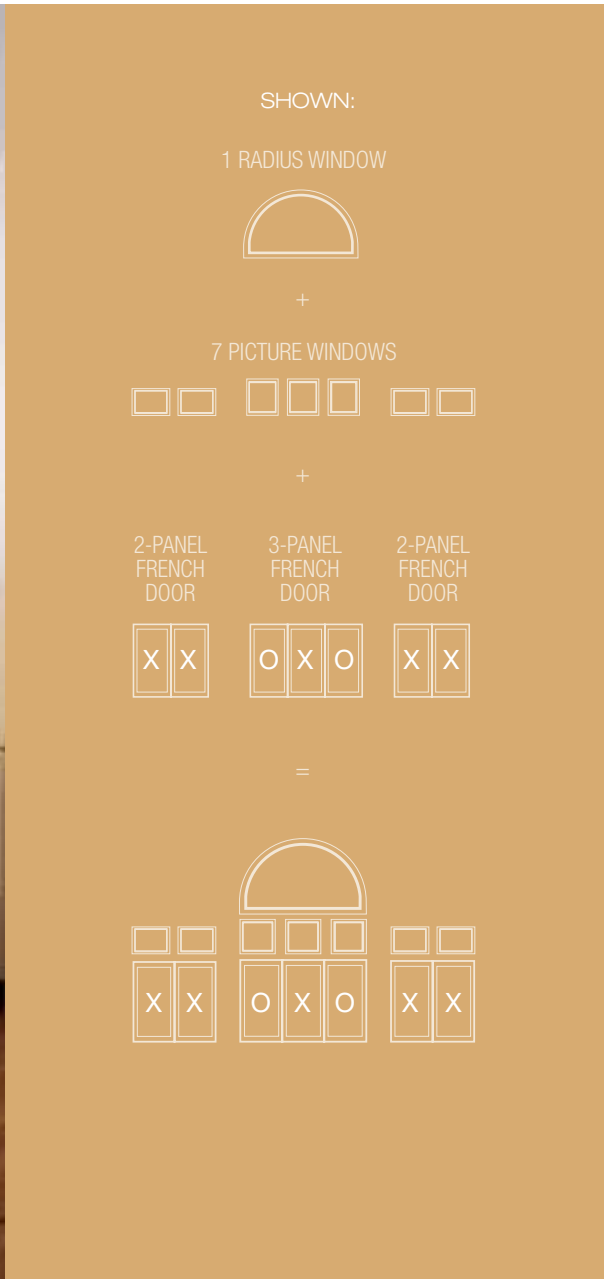 SHOWN:
1 RADIUS WINDOW
+
7 PICTURE WINDOWS
+
2-PANEL
FRENCH
DOOR
3-PANEL
FRENCH
DOOR
2-PANEL
FRENCH
DOOR
X X O X O X X
=
X X O X O X X